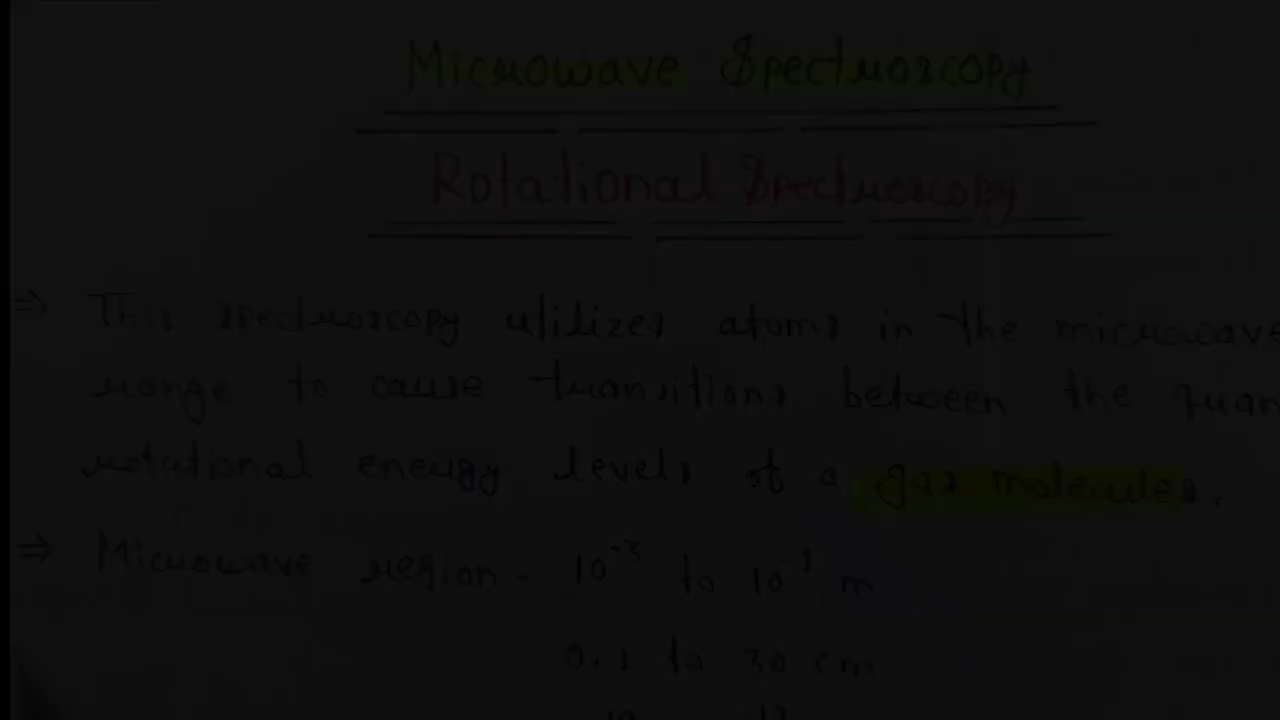 Microwave Spectroscopy
Rotational Spectroscopy
⇒ This spectroscopy utilizes atoms in the microwave
range to cause transitions between the quan
rotational energy levels of a gas molecules.
⇒ Microwave region - 10⁻³ to 10⁻¹ m
0.1 to 30 cm